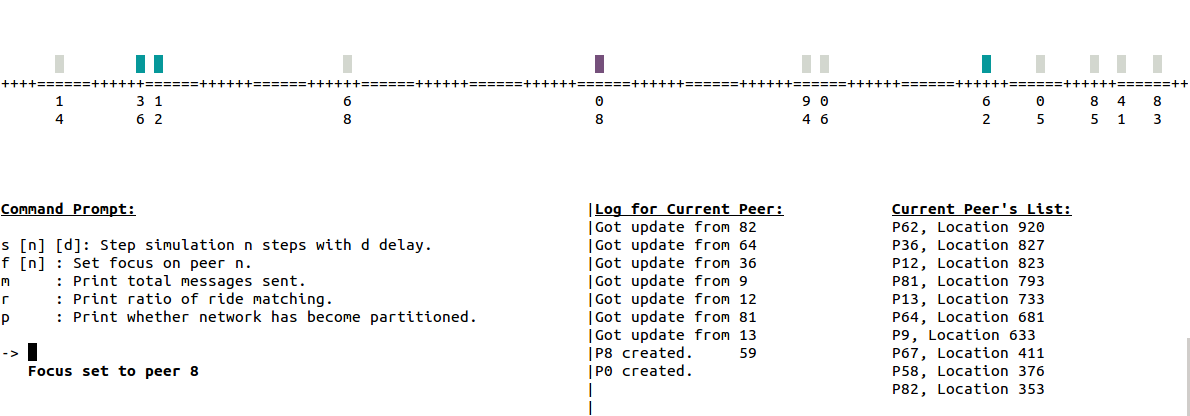 ++++======++++++======++++++======++++++======++++++======++++++======++++++======++++++======++++++======++++++======++++++======++
1 3 1 6 0 9 0 6 0 8 4 8
4 6 2 8 8 4 6 2 5 5 1 3
Command Prompt:
s [n] [d]: Step simulation n steps with d delay.
f [n] : Set focus on peer n.
m : Print total messages sent.
r : Print ratio of ride matching.
p : Print whether network has become partitioned.
->
Focus set to peer 8
|Log for Current Peer:
|Got update from 82
|Got update from 64
|Got update from 36
|Got update from 9
|Got update from 12
|Got update from 81
|Got update from 13
|P8 created. 59
|P0 created.
|
|
Current Peer's List:
P62, Location 920
P36, Location 827
P12, Location 823
P81, Location 793
P13, Location 733
P64, Location 681
P9, Location 633
P67, Location 411
P58, Location 376
P82, Location 353